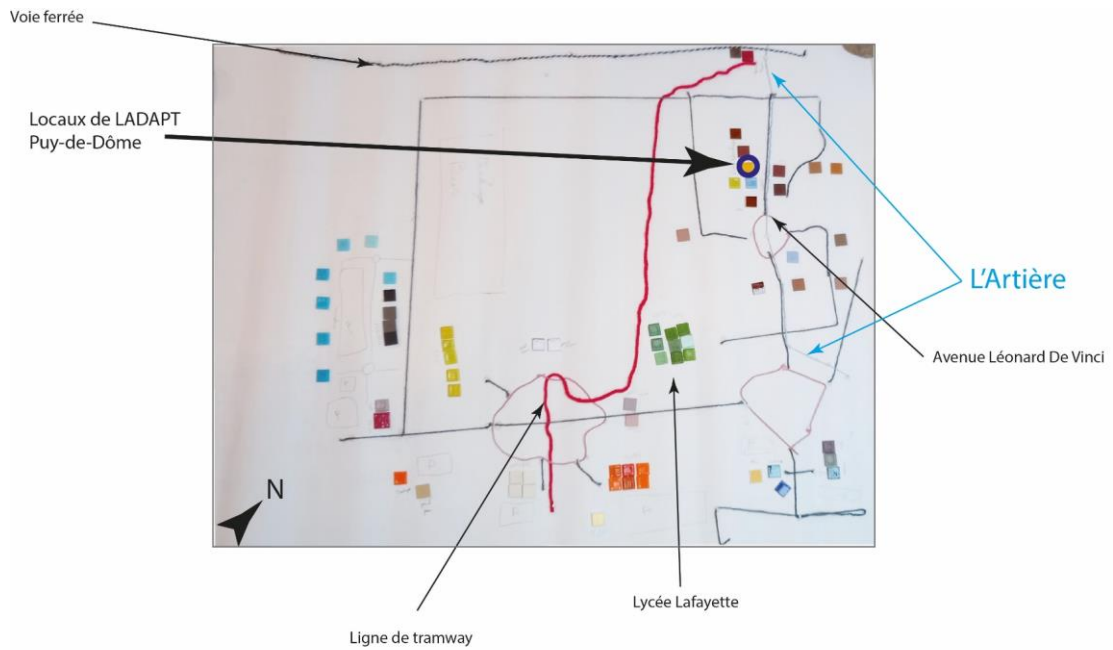 Voie ferrée
Locaux de LADAPT
Puy-de-Dôme
L'Artière
Avenue Léonard De Vinci
N
Lycée Lafayette
Ligne de tramway